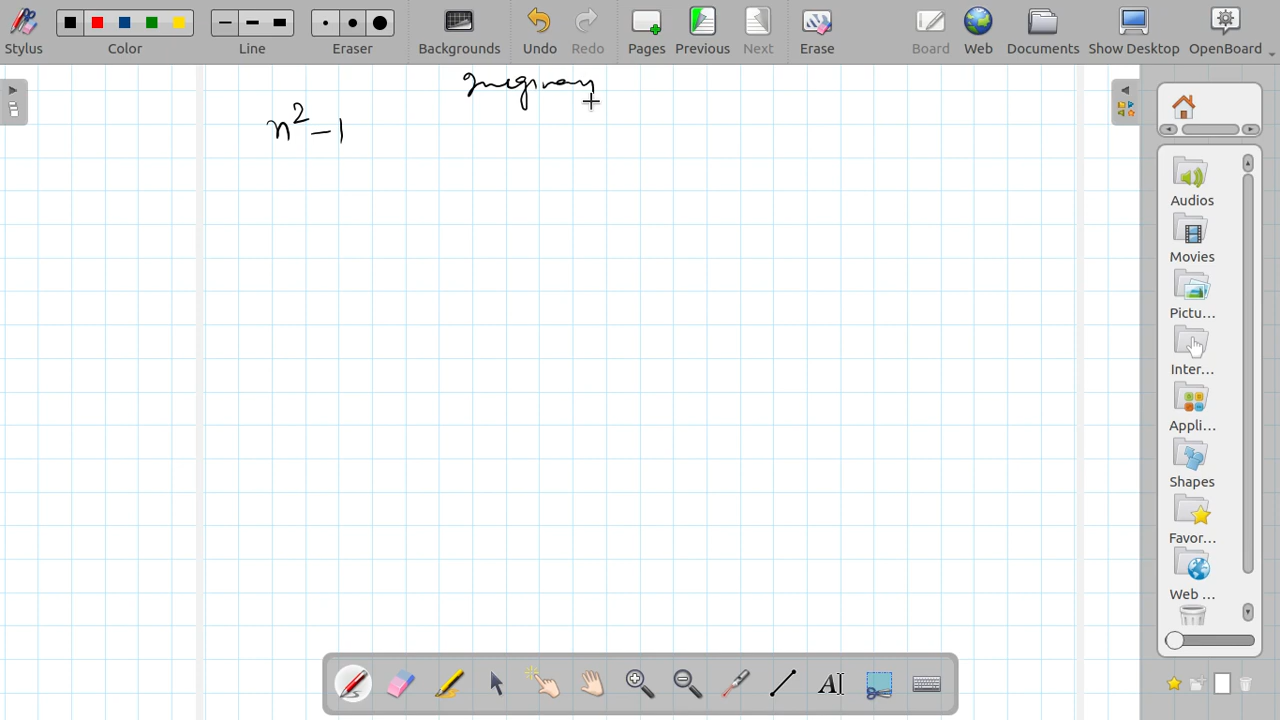 Stylus Color Line Eraser Backgrounds Undo Redo Pages Previous Next Erase Board Web Documents Show Desktop OpenBoard
n² − 1
Audios
Movies
Pictu...
Inter...
Appli...
Shapes
Favor...
Web ...